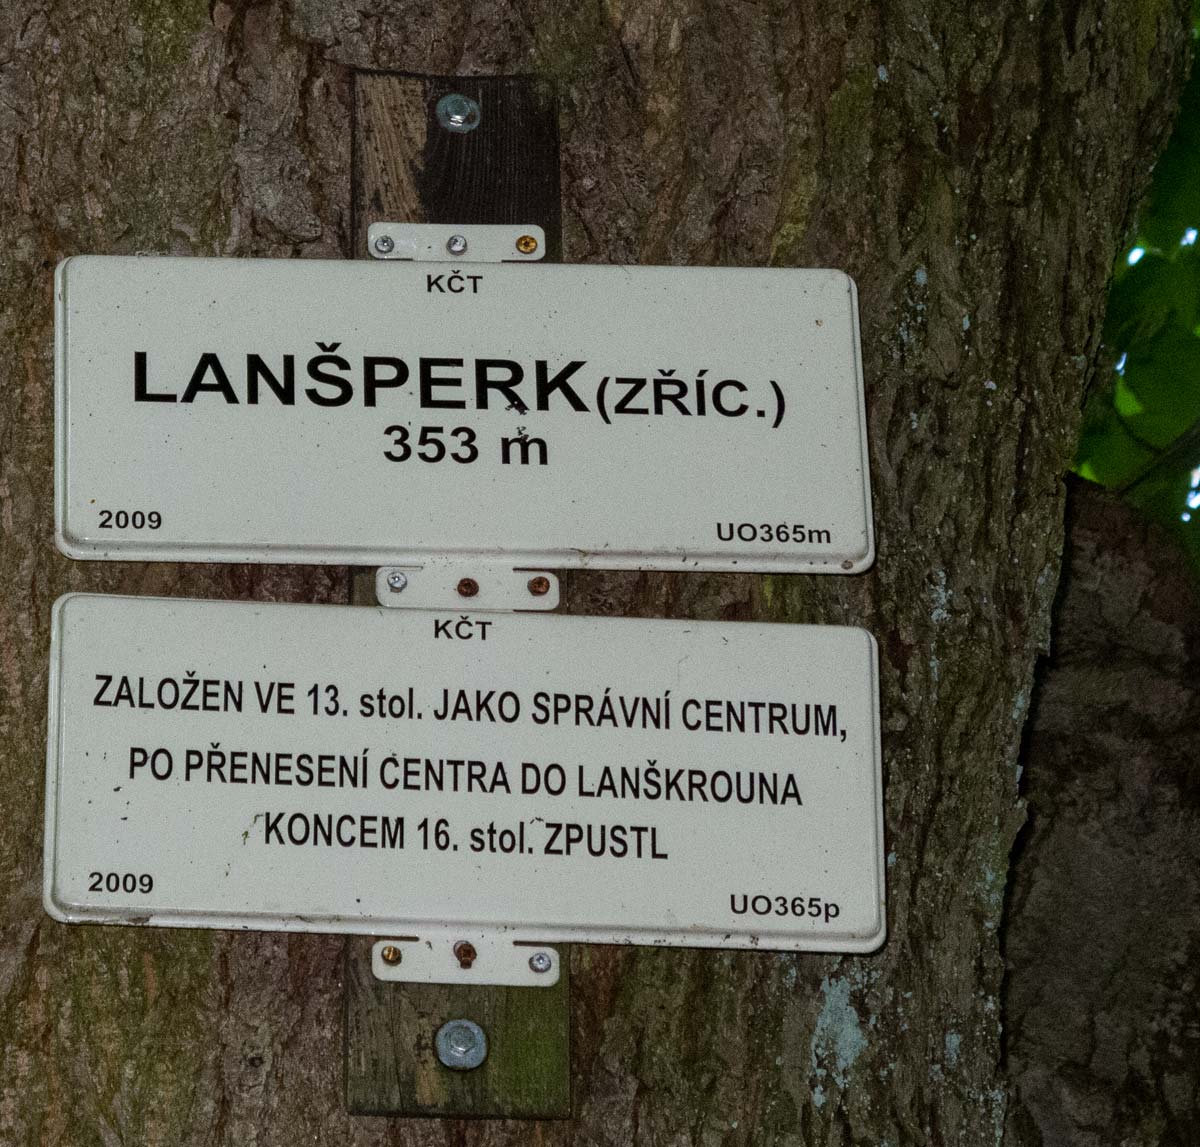 KČT
LANŠPERK (ZŘÍC.)
353 m
2009
UO365m
KČT
ZALOŽEN VE 13. stol. JAKO SPRÁVNÍ CENTRUM,
PO PŘENESENÍ CENTRA DO LANŠKROUNA
KONCEM 16. stol. ZPUSTL
2009
UO365p